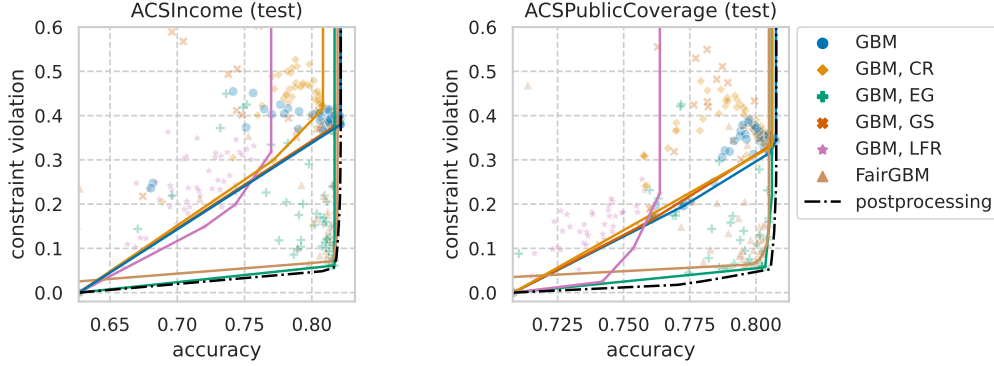 ACSIncome (test)
constraint violation
0.6
0.5
0.4
0.3
0.2
0.1
0.0
0.65 0.70 0.75 0.80
accuracy
ACSPublicCoverage (test)
constraint violation
0.6
0.5
0.4
0.3
0.2
0.1
0.0
0.725 0.750 0.775 0.800
accuracy
GBM
GBM, CR
GBM, EG
GBM, GS
GBM, LFR
FairGBM
postprocessing